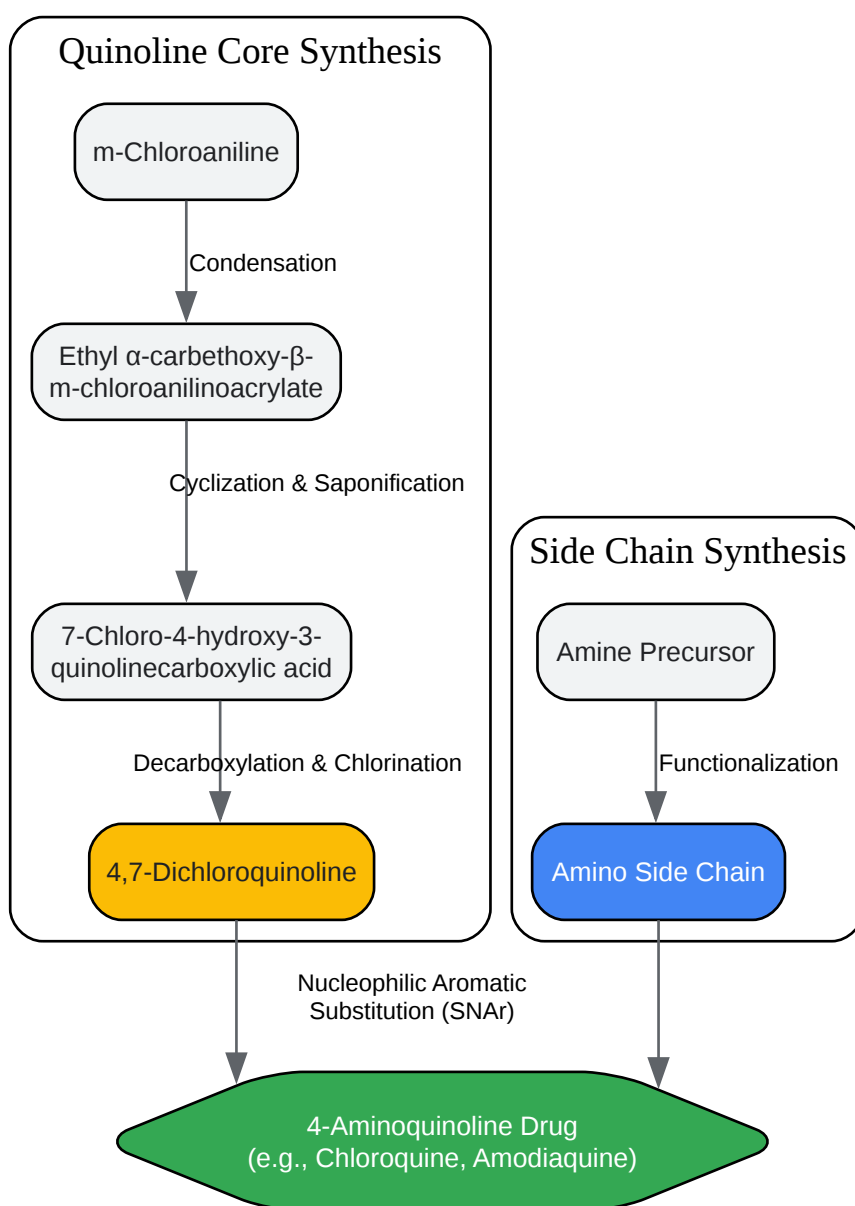 Quinoline Core Synthesis
m-Chloroaniline
Condensation
Ethyl α-carbethoxy-β-
m-chloroanilinoacrylate
Cyclization & Saponification
7-Chloro-4-hydroxy-3-
quinolinecarboxylic acid
Decarboxylation & Chlorination
4,7-Dichloroquinoline
Side Chain Synthesis
Amine Precursor
Functionalization
Amino Side Chain
Nucleophilic Aromatic
Substitution (SNAr)
4-Aminoquinoline Drug
(e.g., Chloroquine, Amodiaquine)